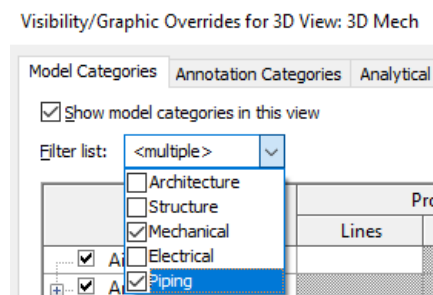 Visibility/Graphic Overrides for 3D View: 3D Mech
Model Categories Annotation Categories Analytical
Show model categories in this view
Filter list: <multiple>
Architecture
Structure
Mechanical
Electrical
Piping
Lines